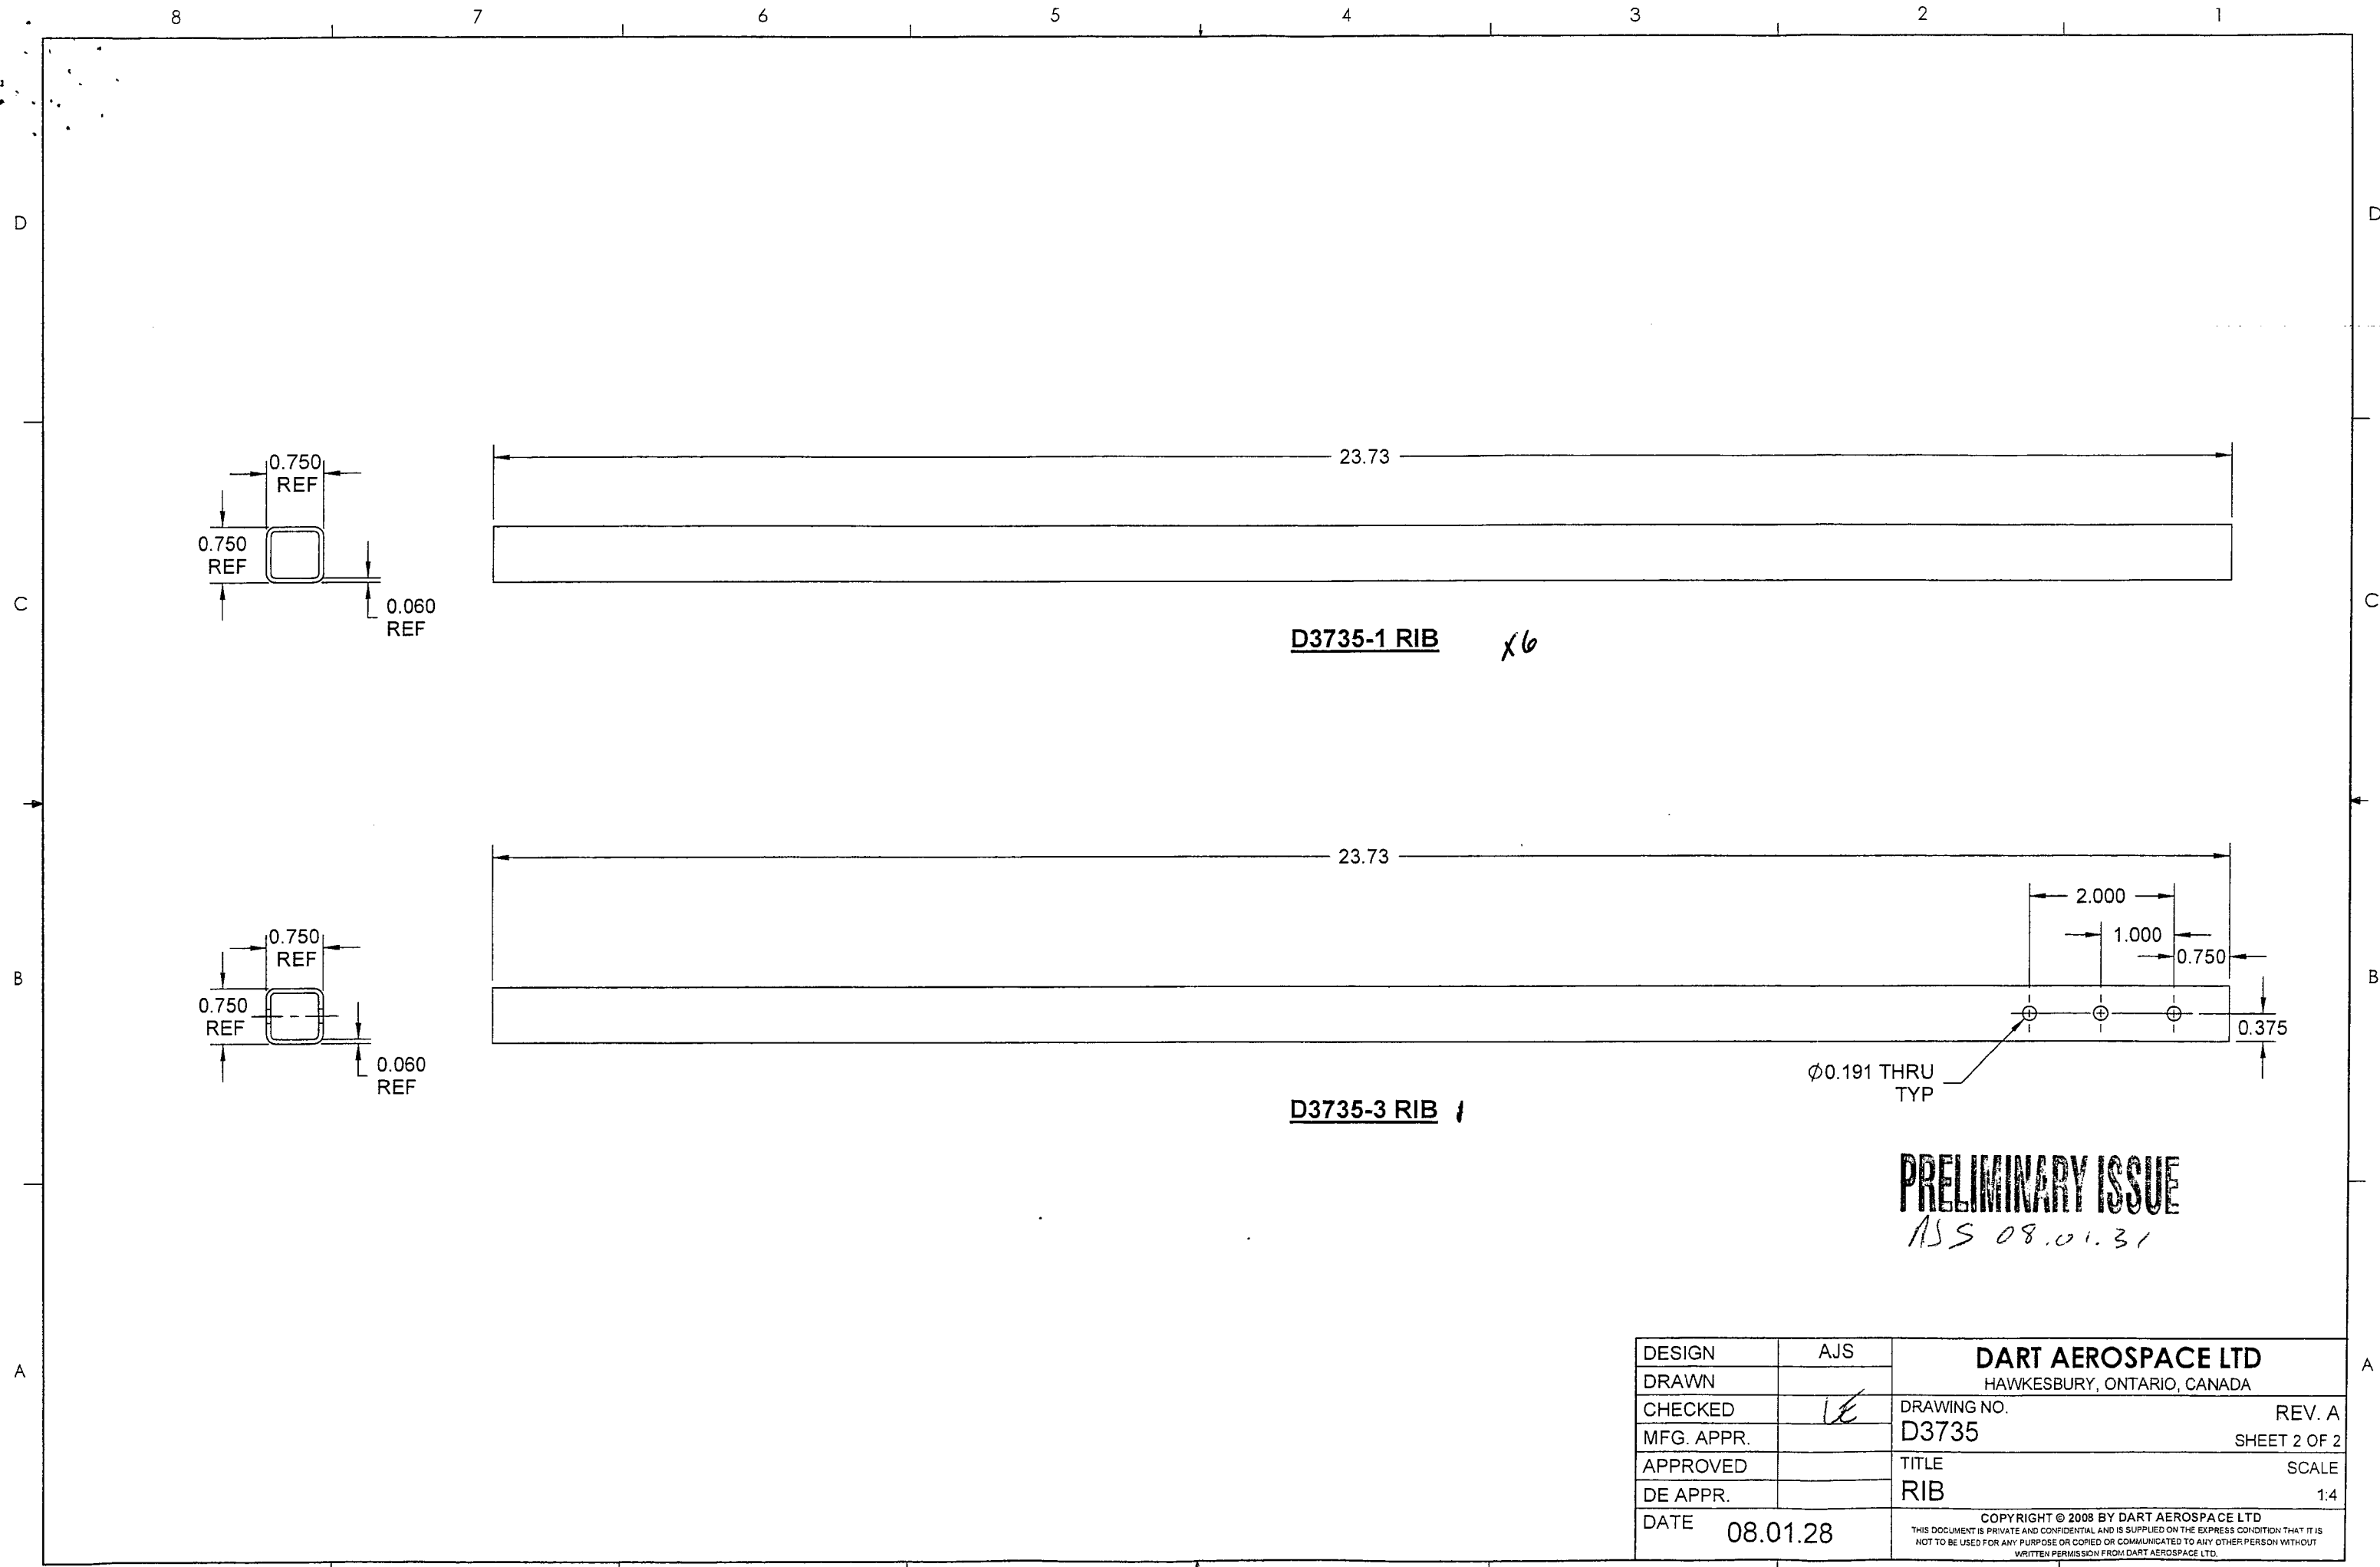 8 7 6 5 4 3 2 1
D D
0.750
REF
23.73
0.750
REF
C C
0.060
REF
D3735-1 RIB x6
23.73
2.000
0.750
REF
1.000
0.750
B B
0.750
REF
0.375
0.060
REF
Ø0.191 THRU
TYP
D3735-3 RIB 1
PRELIMINARY ISSUE
AJS 08.01.31
A A
DESIGN AJS
DRAWN
CHECKED
MFG. APPR.
APPROVED
DE APPR.
DATE 08.01.28
DART AEROSPACE LTD
HAWKESBURY, ONTARIO, CANADA
DRAWING NO. REV. A
D3735 SHEET 2 OF 2
TITLE SCALE
RIB 1:4
COPYRIGHT © 2008 BY DART AEROSPACE LTD
THIS DOCUMENT IS PRIVATE AND CONFIDENTIAL AND IS SUPPLIED ON THE EXPRESS CONDITION THAT IT IS
NOT TO BE USED FOR ANY PURPOSE OR COPIED OR COMMUNICATED TO ANY OTHER PERSON WITHOUT
WRITTEN PERMISSION FROM DART AEROSPACE LTD.